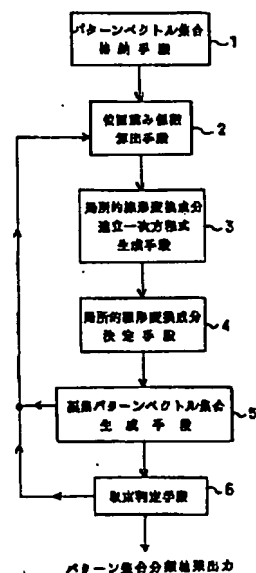 パターンベクトル集合
格納手段
1
位置重み係数
算出手段
2
局所的線形変換成分
連立一次方程式
生成手段
3
局所的線形変換成分
決定手段
4
凝集パターンベクトル集合
生成手段
5
収束判定手段
6
パターン集合分類結果出力